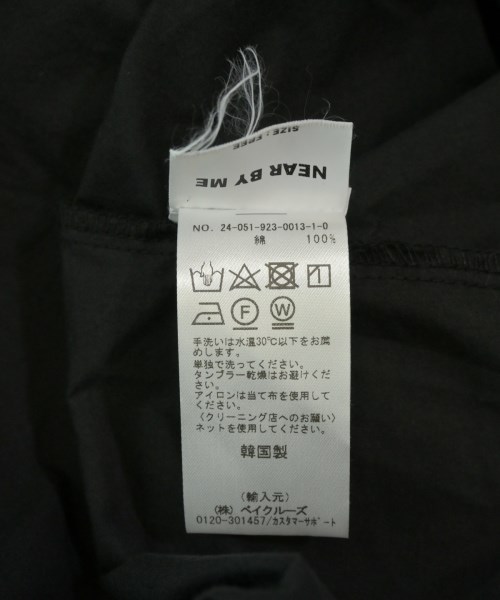 SIZE: FREE
NEAR BY ME
NO. 24-051-923-0013-1-0
綿 100%
F W
手洗いは水温30℃以下をお薦
めします。
単独で洗ってください。
タンブラー乾燥はお避けくだ
さい。
アイロンは当て布を使用して
ください。
〈クリーニング店へのお願い〉
ネットを使用してください。
韓国製
(輸入元)
(株) ベイクルーズ
0120-301457/カスタマーサポート